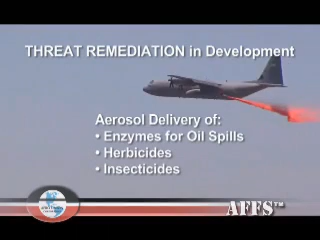 THREAT REMEDIATION in Development
Aerosol Delivery of:
• Enzymes for Oil Spills
• Herbicides
• Insecticides
AFFS™